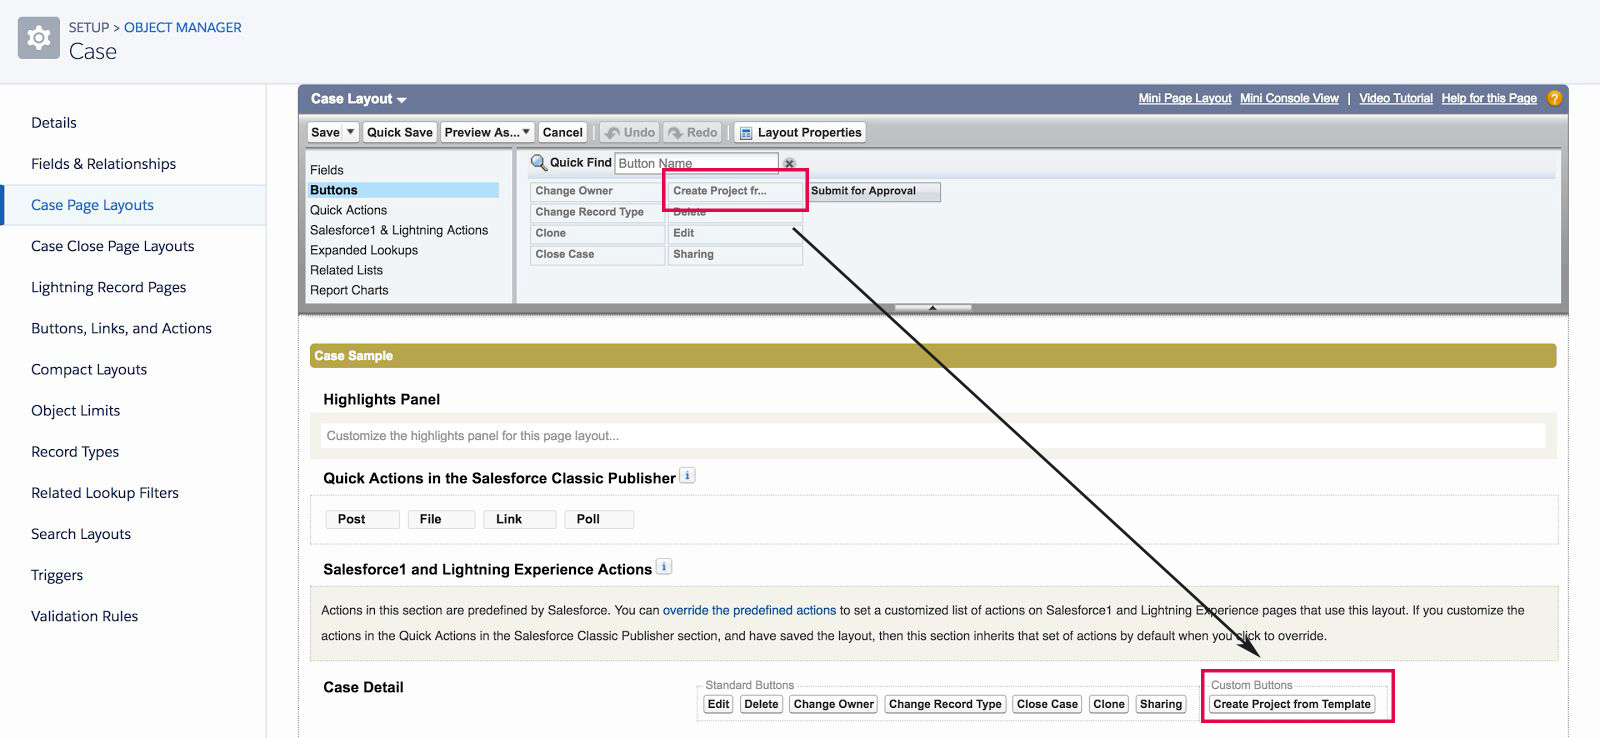 SETUP > OBJECT MANAGER
Case
Details
Fields & Relationships
Case Page Layouts
Case Close Page Layouts
Lightning Record Pages
Buttons, Links, and Actions
Compact Layouts
Object Limits
Record Types
Related Lookup Filters
Search Layouts
Triggers
Validation Rules
Case Layout
Mini Page Layout Mini Console View | Video Tutorial Help for this Page ?
Save Quick Save Preview As... Cancel Undo Redo Layout Properties
Fields
Buttons
Quick Actions
Salesforce1 & Lightning Actions
Expanded Lookups
Related Lists
Report Charts
Quick Find Button Name
Change Owner Create Project fr... Submit for Approval
Change Record Type Delete
Clone Edit
Close Case Sharing
Case Sample
Highlights Panel
Customize the highlights panel for this page layout...
Quick Actions in the Salesforce Classic Publisher i
Post File Link Poll
Salesforce1 and Lightning Experience Actions i
Actions in this section are predefined by Salesforce. You can override the predefined actions to set a customized list of actions on Salesforce1 and Lightning Experience pages that use this layout. If you customize the
actions in the Quick Actions in the Salesforce Classic Publisher section, and have saved the layout, then this section inherits that set of actions by default when you click to override.
Case Detail
Standard Buttons
Edit Delete Change Owner Change Record Type Close Case Clone Sharing
Custom Buttons
Create Project from Template